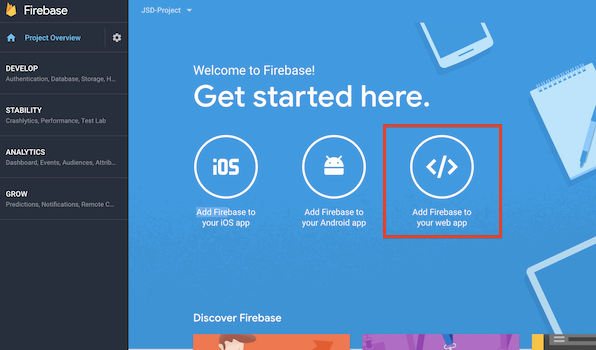 Firebase
JSD-Project
Project Overview
DEVELOP
Authentication, Database, Storage, H...
STABILITY
Crashlytics, Performance, Test Lab
ANALYTICS
Dashboard, Events, Audiences, Attrib...
GROW
Predictions, Notifications, Remote C...
Welcome to Firebase!
Get started here.
iOS
Add Firebase to
your iOS app
Add Firebase to
your Android app
</>
Add Firebase to
your web app
Discover Firebase